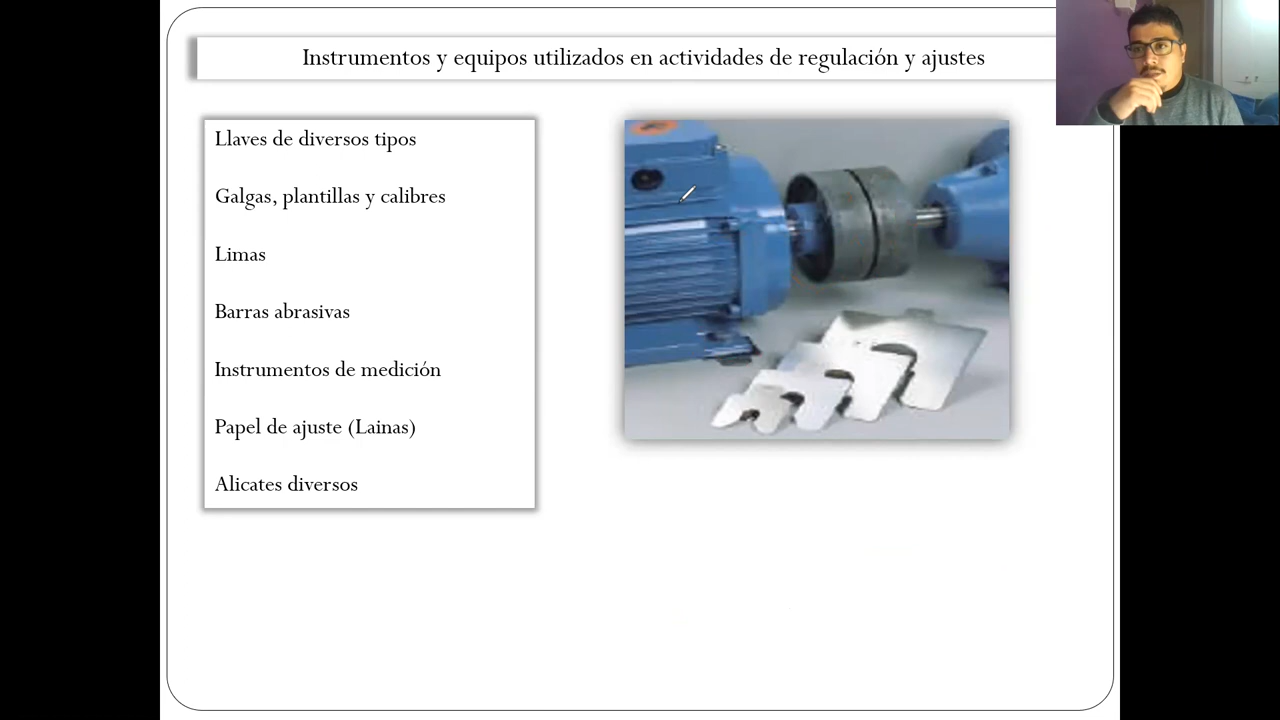 Instrumentos y equipos utilizados en actividades de regulación y ajustes
Llaves de diversos tipos
Galgas, plantillas y calibres
Limas
Barras abrasivas
Instrumentos de medición
Papel de ajuste (Lainas)
Alicates diversos